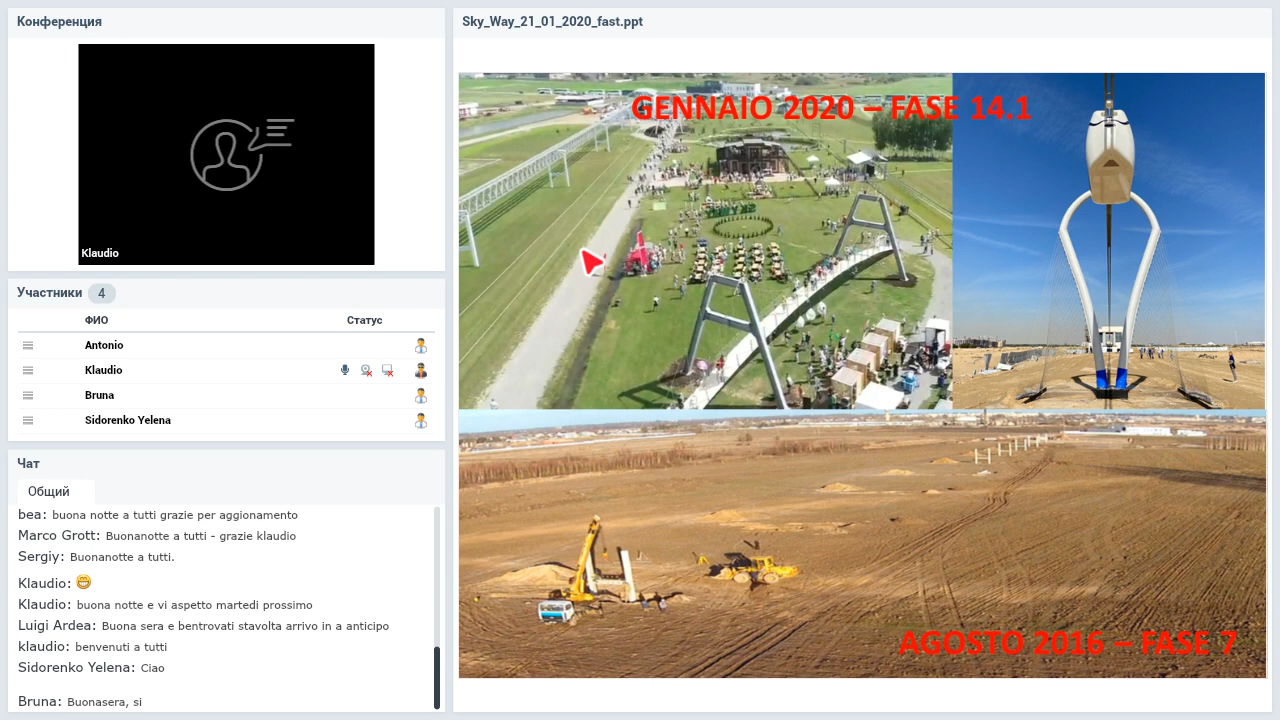 Конференция
Klaudio
Участники 4
ФИО Статус
Antonio
Klaudio
Bruna
Sidorenko Yelena
Чат
Общий
bea: buona notte a tutti grazie per aggionamento
Marco Grott: Buonanotte a tutti - grazie klaudio
Sergiy: Buonanotte a tutti.
Klaudio:
Klaudio: buona notte e vi aspetto martedi prossimo
Luigi Ardea: Buona sera e bentrovati stavolta arrivo in a anticipo
klaudio: benvenuti a tutti
Sidorenko Yelena: Ciao
Bruna: Buonasera, si
Sky_Way_21_01_2020_fast.ppt
GENNAIO 2020 – FASE 14.1
AGOSTO 2016 – FASE 7